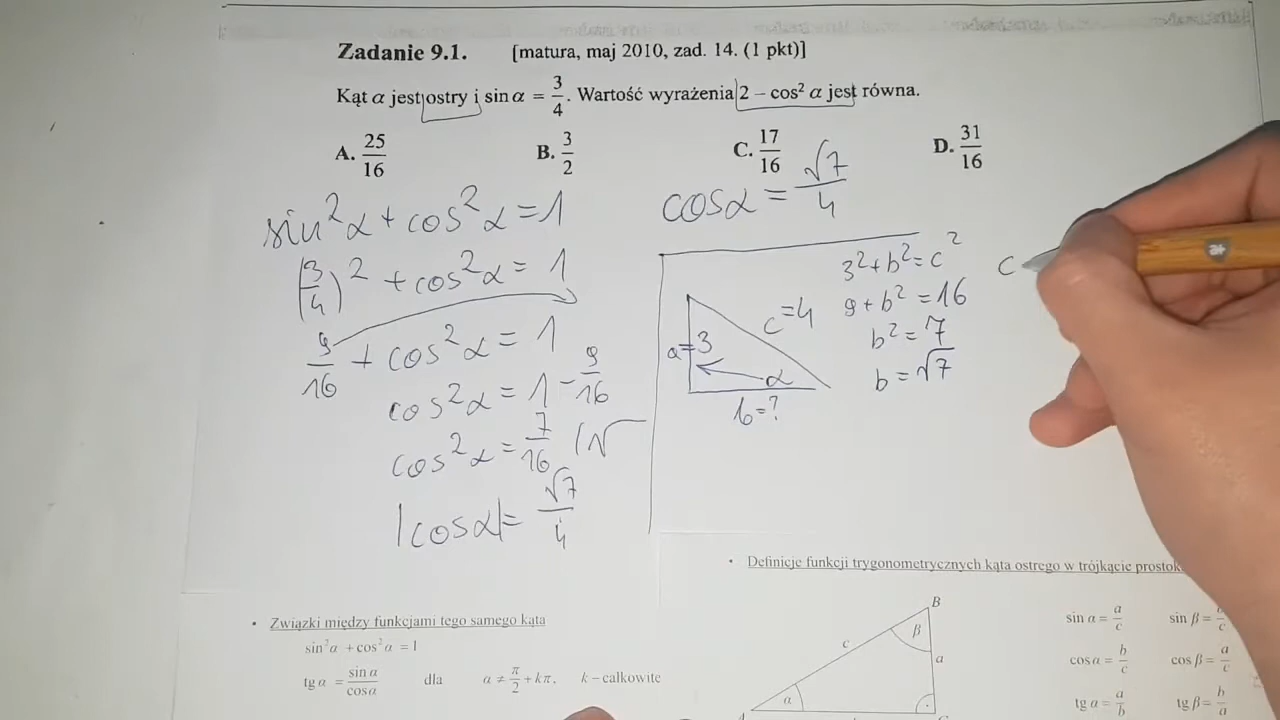 Zadanie 9.1. [matura, maj 2010, zad. 14. (1 pkt)]
Kąt α jest ostry i sin α = 3/4. Wartość wyrażenia 2 − cos² α jest równa.
A. 25/16 B. 3/2 C. 17/16 D. 31/16
sin²α + cos²α = 1
(3/4)² + cos²α = 1
9/16 + cos²α = 1
cos²α = 1 − 9/16
cos²α = 7/16 |√
|cosα| = √7/4
cosα = √7/4
a=3
c=4
α
b=?
3² + b² = c²
9 + b² = 16
b² = 7
b = √7
c
• Związki między funkcjami tego samego kąta
sin²α + cos²α = 1
tg α = sin α/cos α dla α ≠ π/2 + kπ, k – całkowite
• Definicje funkcji trygonometrycznych kąta ostrego w trójkącie
B
β
c
a
α
sin α = a/c sin β =
cos α = b/c cos β = a/c
tg α = a/b tg β = b/a